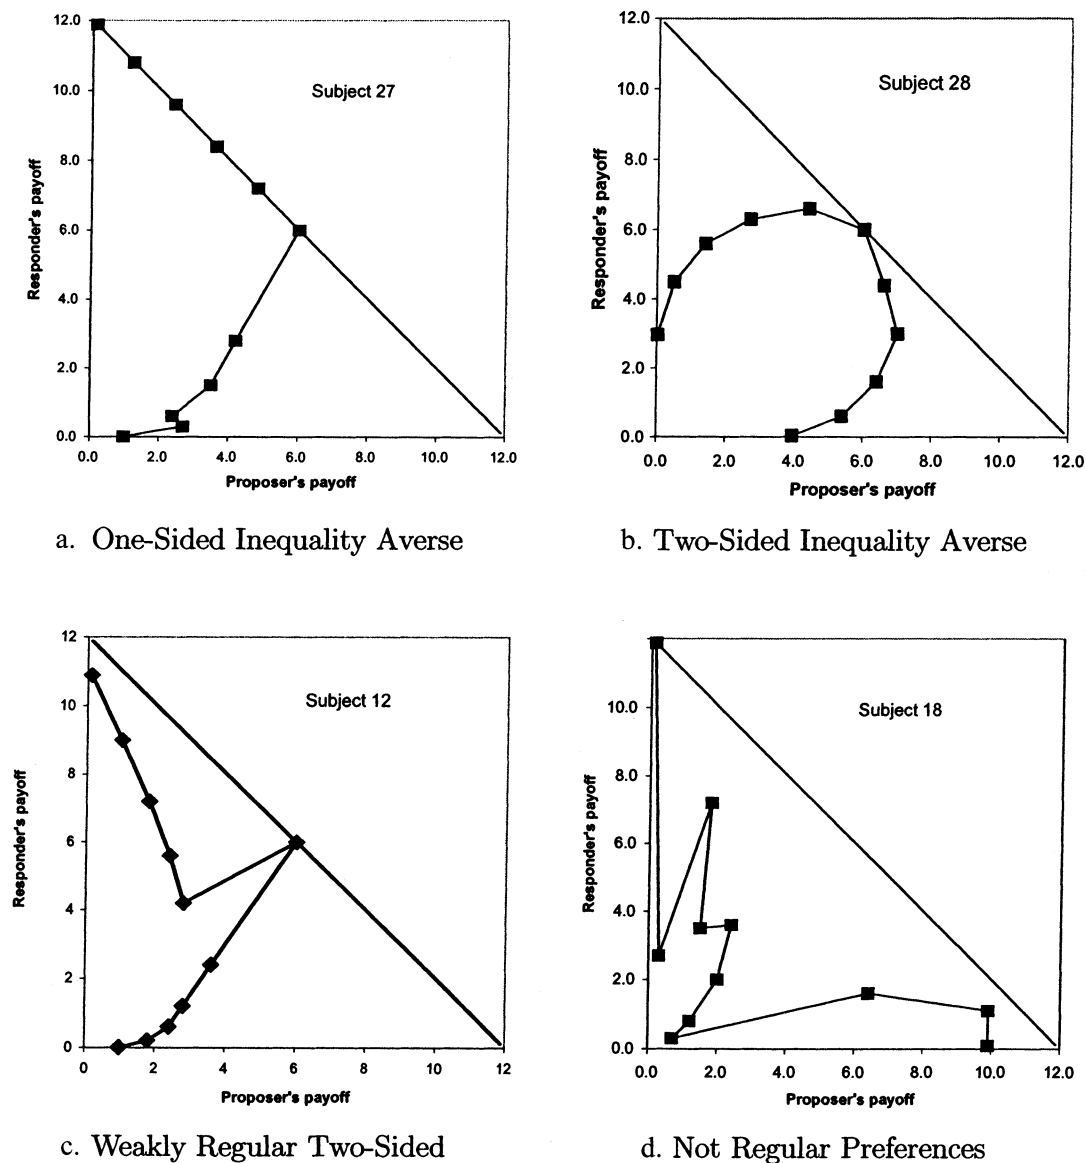 12.0
10.0
8.0
6.0
4.0
2.0
0.0
Responder's payoff
Subject 27
0.0 2.0 4.0 6.0 8.0 10.0 12.0
Proposer's payoff
a. One-Sided Inequality Averse
12.0
10.0
8.0
6.0
4.0
2.0
0.0
Responder's payoff
Subject 28
0.0 2.0 4.0 6.0 8.0 10.0 12.0
Proposer's payoff
b. Two-Sided Inequality Averse
12
10
8
6
4
2
0
Responder's payoff
Subject 12
0 2 4 6 8 10 12
Proposer's payoff
c. Weakly Regular Two-Sided
10.0
8.0
6.0
4.0
2.0
0.0
Responder's payoff
Subject 18
0.0 2.0 4.0 6.0 8.0 10.0 12.0
Proposer's payoff
d. Not Regular Preferences